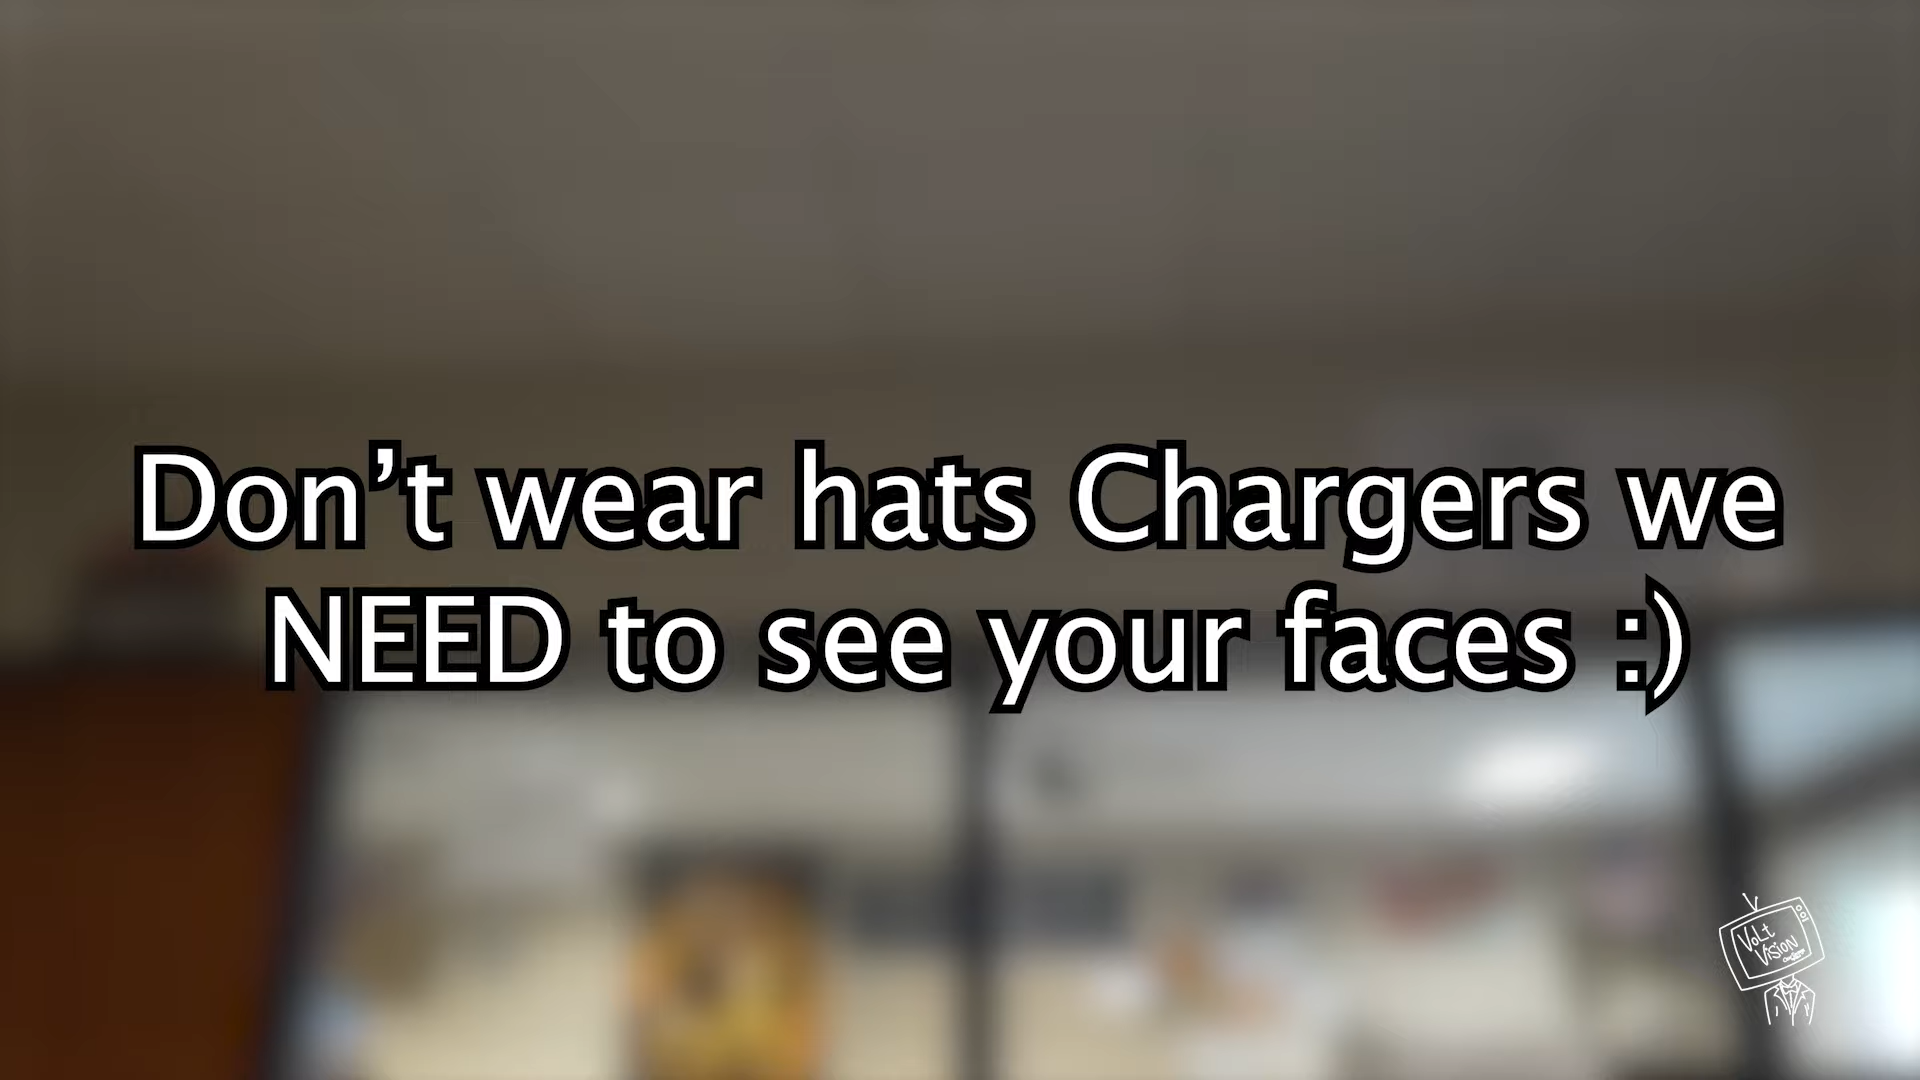 Don’t wear hats Chargers we
NEED to see your faces :)
Volt
Vision